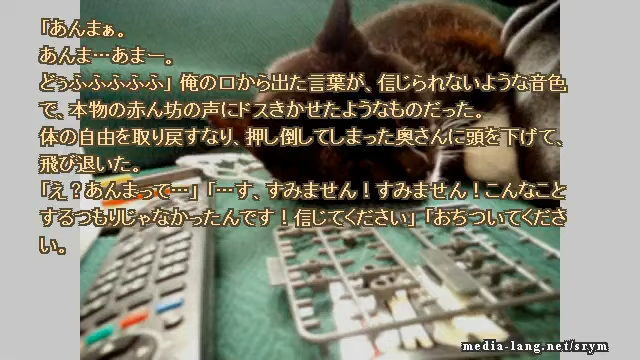 「あんまぁ。
あんま…あまー。
どぅふふふふふ」俺の口から出た言葉が、信じられないような音色
で、本物の赤ん坊の声にドスきかせたようなものだった。
体の自由を取り戻すなり、押し倒してしまった奥さんに頭を下げて、
飛び退いた。
「え？あんまって…」「…す、すみません！すみません！こんなこと
するつもりじゃなかったんです！信じてください」「おちついてくださ
い。
media-lang.net/srym